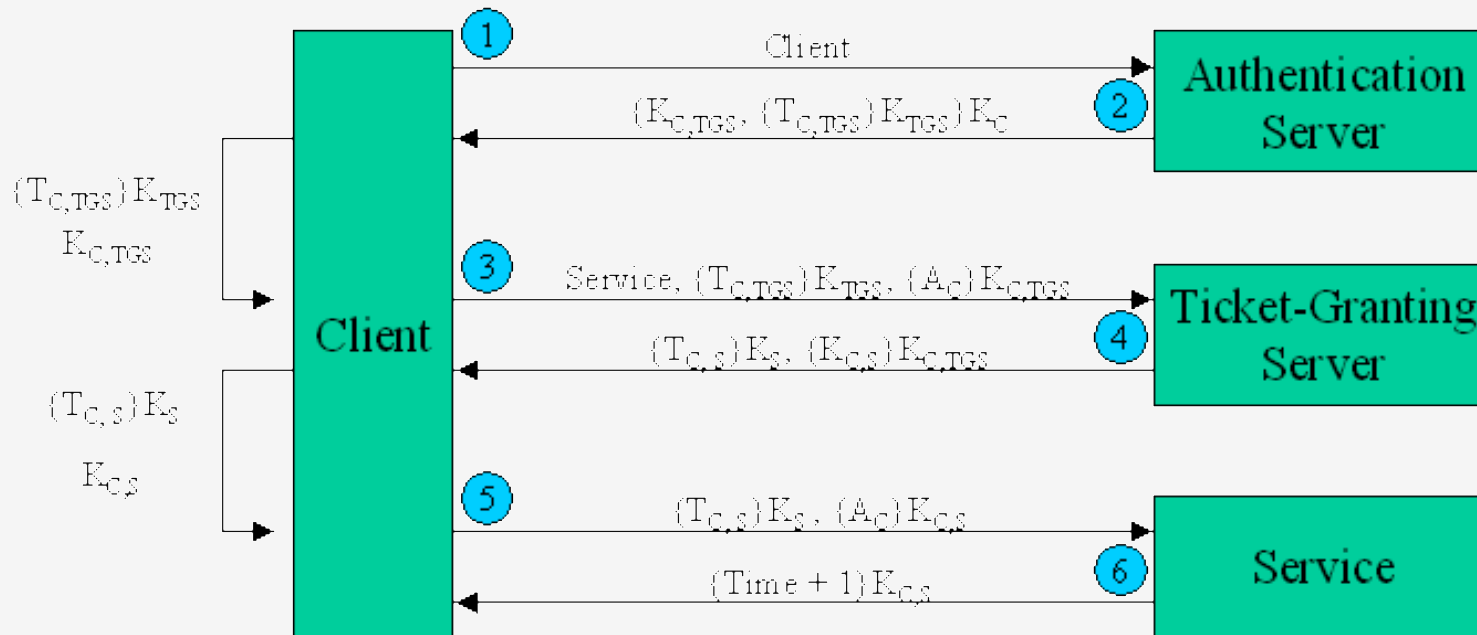 1
Client
Authentication
Server
2
{K_C,TGS, {T_C,TGS}K_TGS}K_C
{T_C,TGS}K_TGS
K_C,TGS
3
Service, {T_C,TGS}K_TGS, {A_C}K_C,TGS
Ticket-Granting
Server
Client
4
{T_C,S}K_S, {K_C,S}K_C,TGS
{T_C,S}K_S
K_C,S
5
{T_C,S}K_S, {A_C}K_C,S
Service
6
{Time + 1}K_C,S